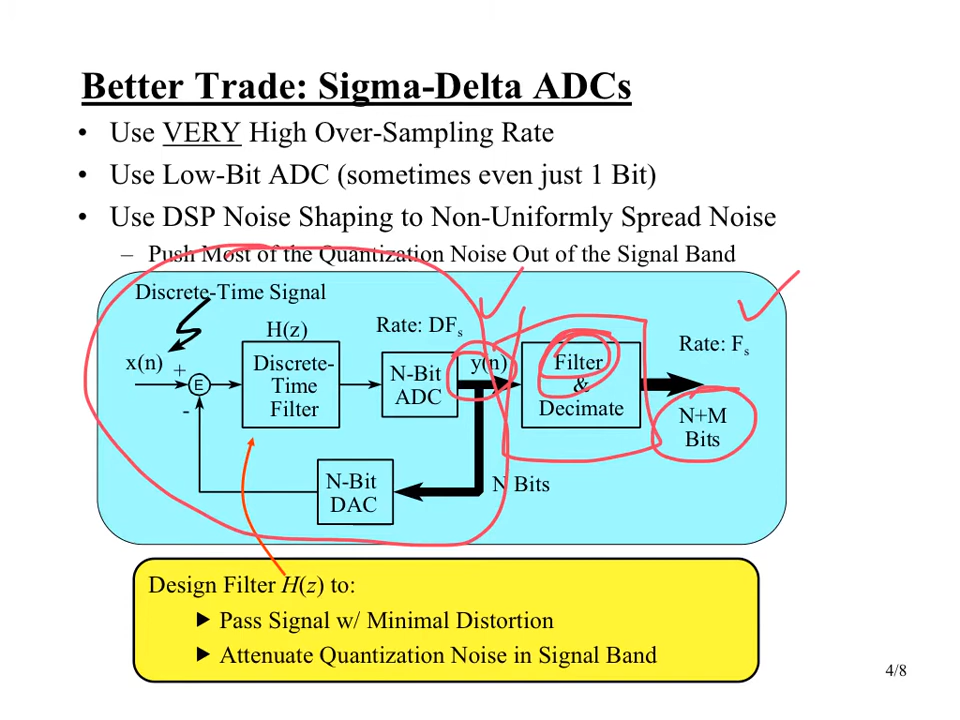 Better Trade: Sigma-Delta ADCs
• Use VERY High Over-Sampling Rate
• Use Low-Bit ADC (sometimes even just 1 Bit)
• Use DSP Noise Shaping to Non-Uniformly Spread Noise
– Push Most of the Quantization Noise Out of the Signal Band
Discrete-Time Signal
H(z)
Rate: DFs
Rate: Fs
x(n)
+
-
E
Discrete-
Time
Filter
N-Bit
ADC
y(n)
Filter
&
Decimate
N+M
Bits
N-Bit
DAC
N Bits
Design Filter H(z) to:
Pass Signal w/ Minimal Distortion
Attenuate Quantization Noise in Signal Band
4/8